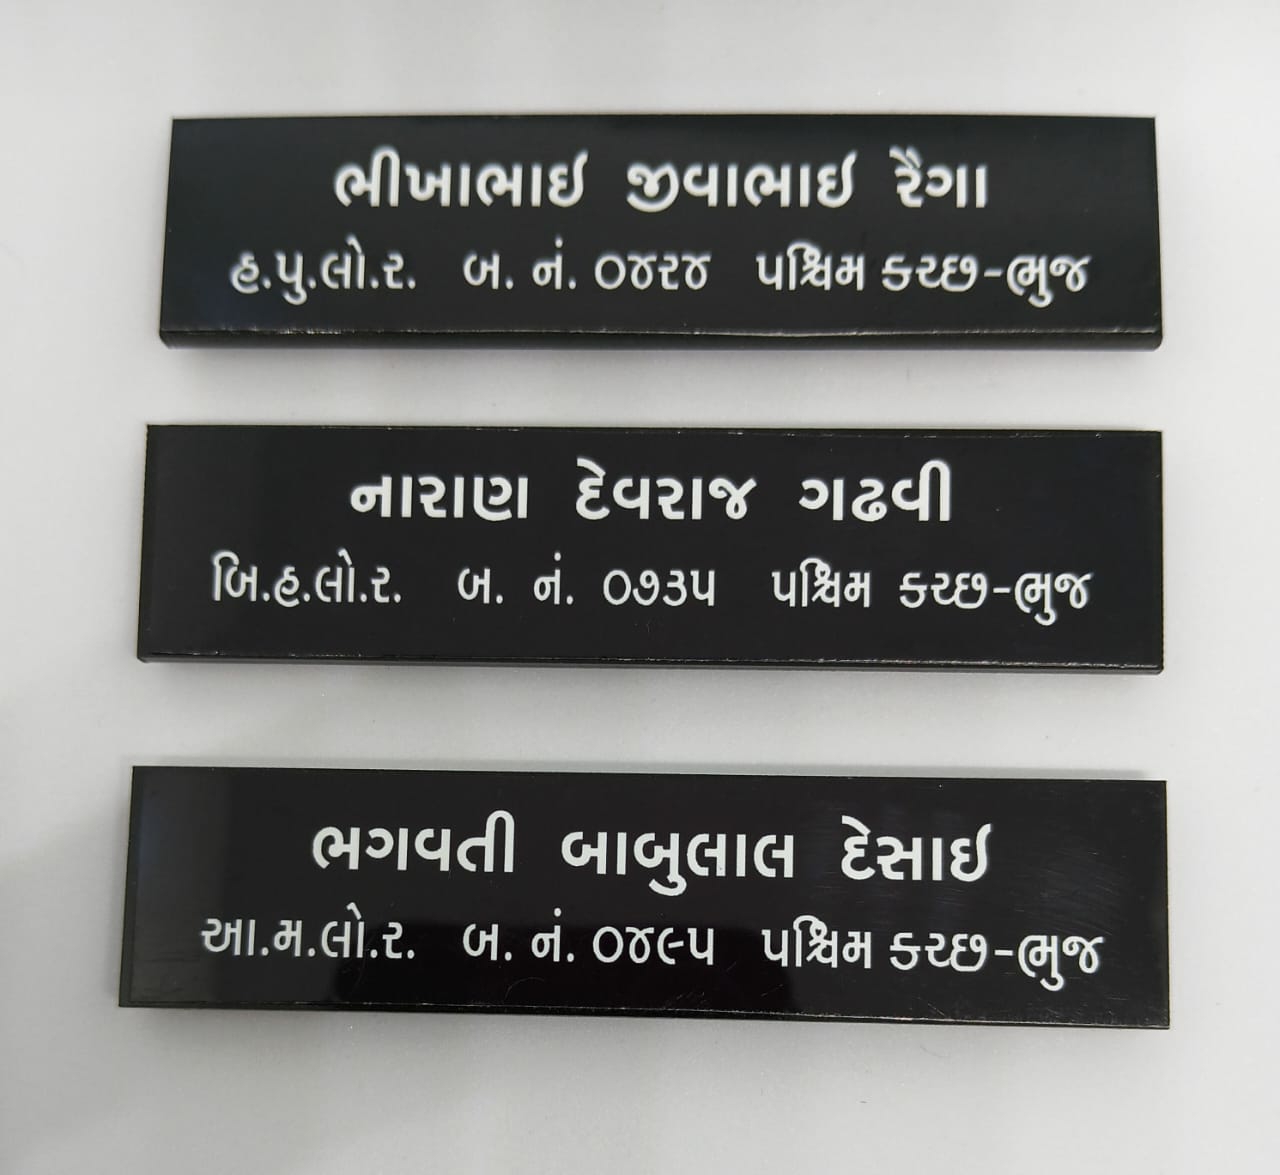 ભીખાભાઇ જીવાભાઇ રૈગા
હ.પુ.લો.ર. બ. નં. ૦૪૨૪ પશ્ચિમ કચ્છ-ભુજ
નારાણ દેવરાજ ગઢવી
બિ.હ.લો.ર. બ. નં. ૦૭૩૫ પશ્ચિમ કચ્છ-ભુજ
ભગવતી બાબુલાલ દેસાઇ
આ.મ.લો.ર. બ. નં. ૦૪૯૫ પશ્ચિમ કચ્છ-ભુજ